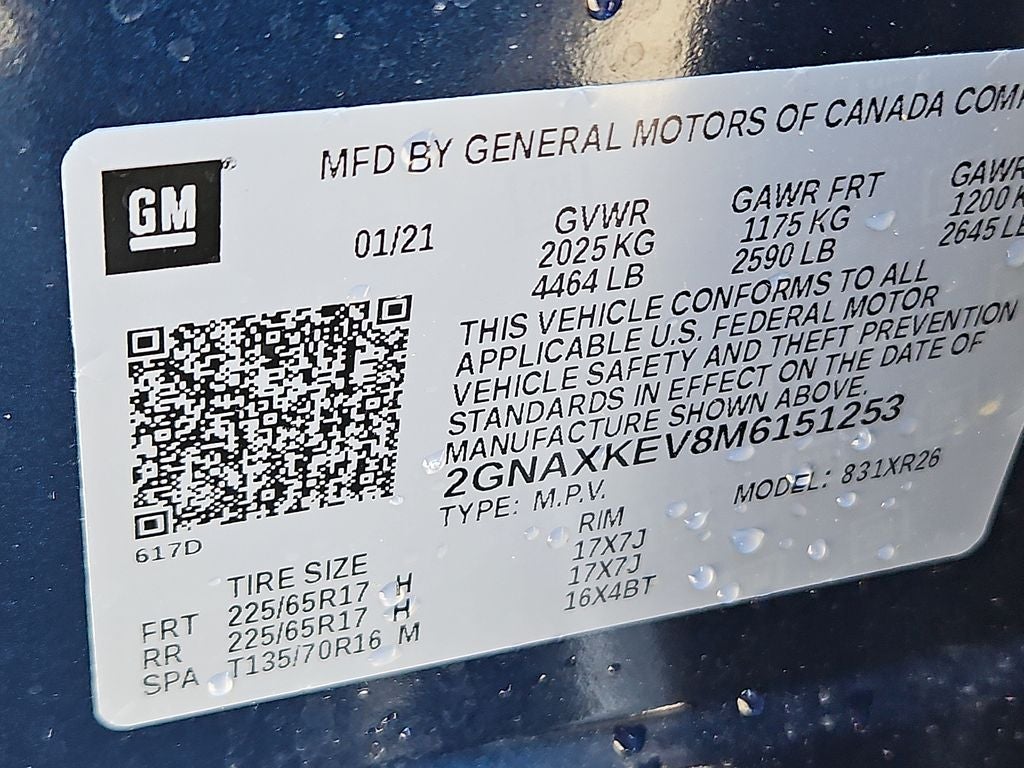 GM
MFD BY GENERAL MOTORS OF CANADA
01/21
GVWR
2025 KG
4464 LB
GAWR FRT
1175 KG
2590 LB
GAWR
1200 K
2645 LB
THIS VEHICLE CONFORMS TO ALL
APPLICABLE U.S. FEDERAL MOTOR
VEHICLE SAFETY AND THEFT PREVENTION
STANDARDS IN EFFECT ON THE DATE OF
MANUFACTURE SHOWN ABOVE.
2GNAXKEV8M6151253
TYPE: M.P.V.
MODEL: 831XR26
617D
TIRE SIZE
RIM
FRT 225/65R17 H 17X7J
RR 225/65R17 H 17X7J
SPA T135/70R16 M 16X4BT